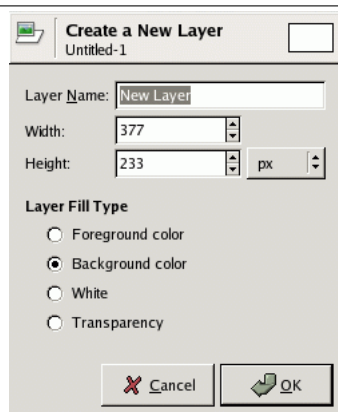 Create a New Layer
Untitled-1
Layer Name: New Layer
Width: 377
Height: 233 px
Layer Fill Type
Foreground color
Background color
White
Transparency
Cancel OK